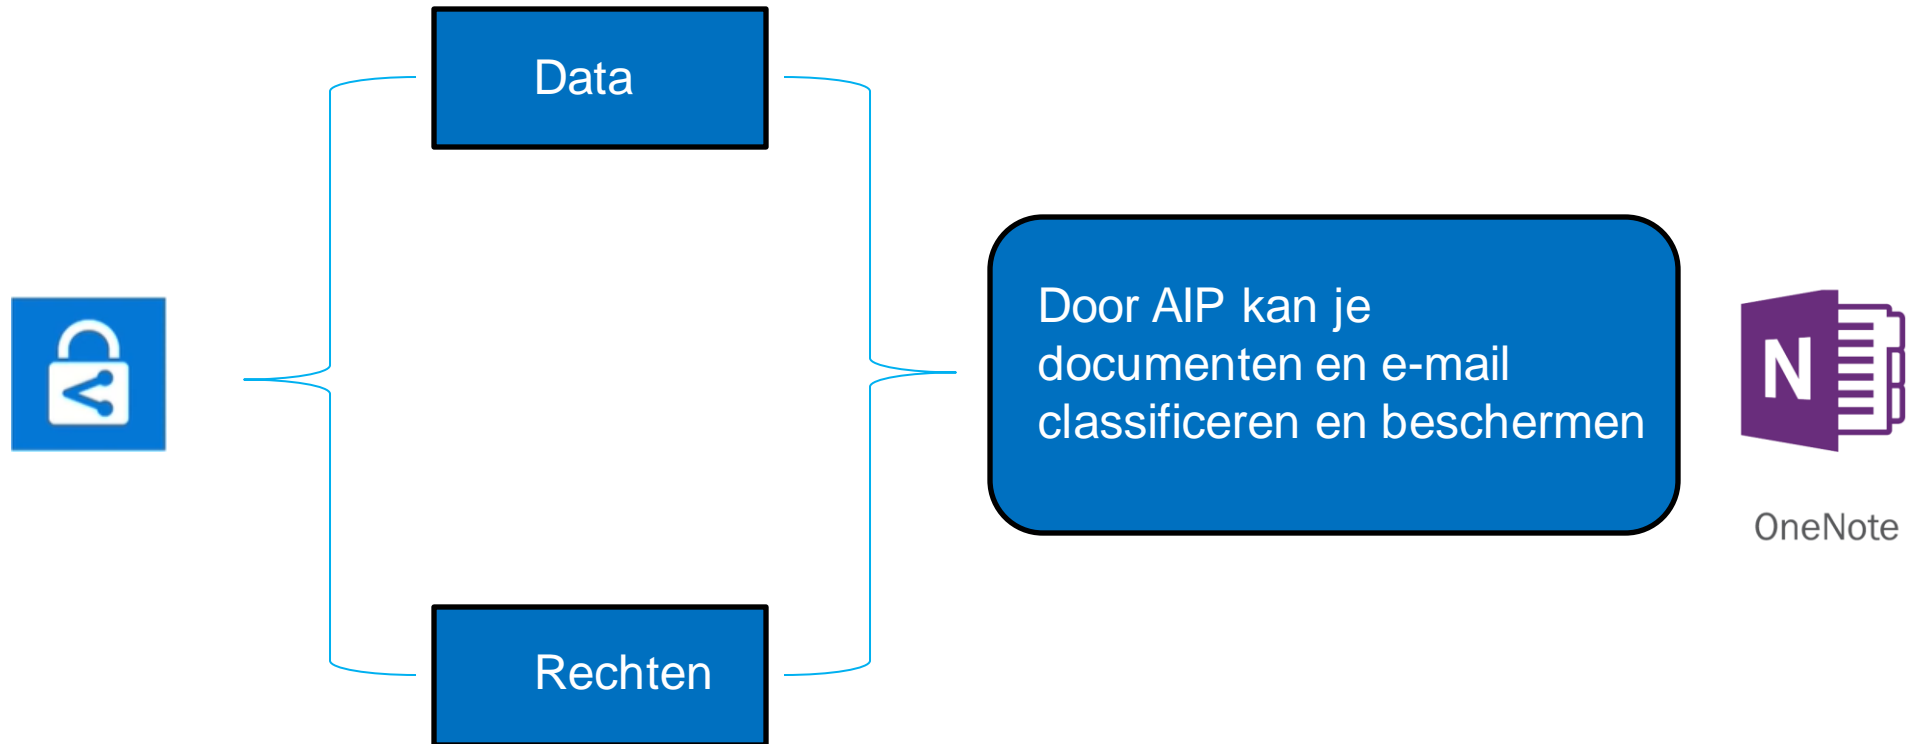 Data
Door AIP kan je
documenten en e-mail
classificeren en beschermen
N
OneNote
Rechten